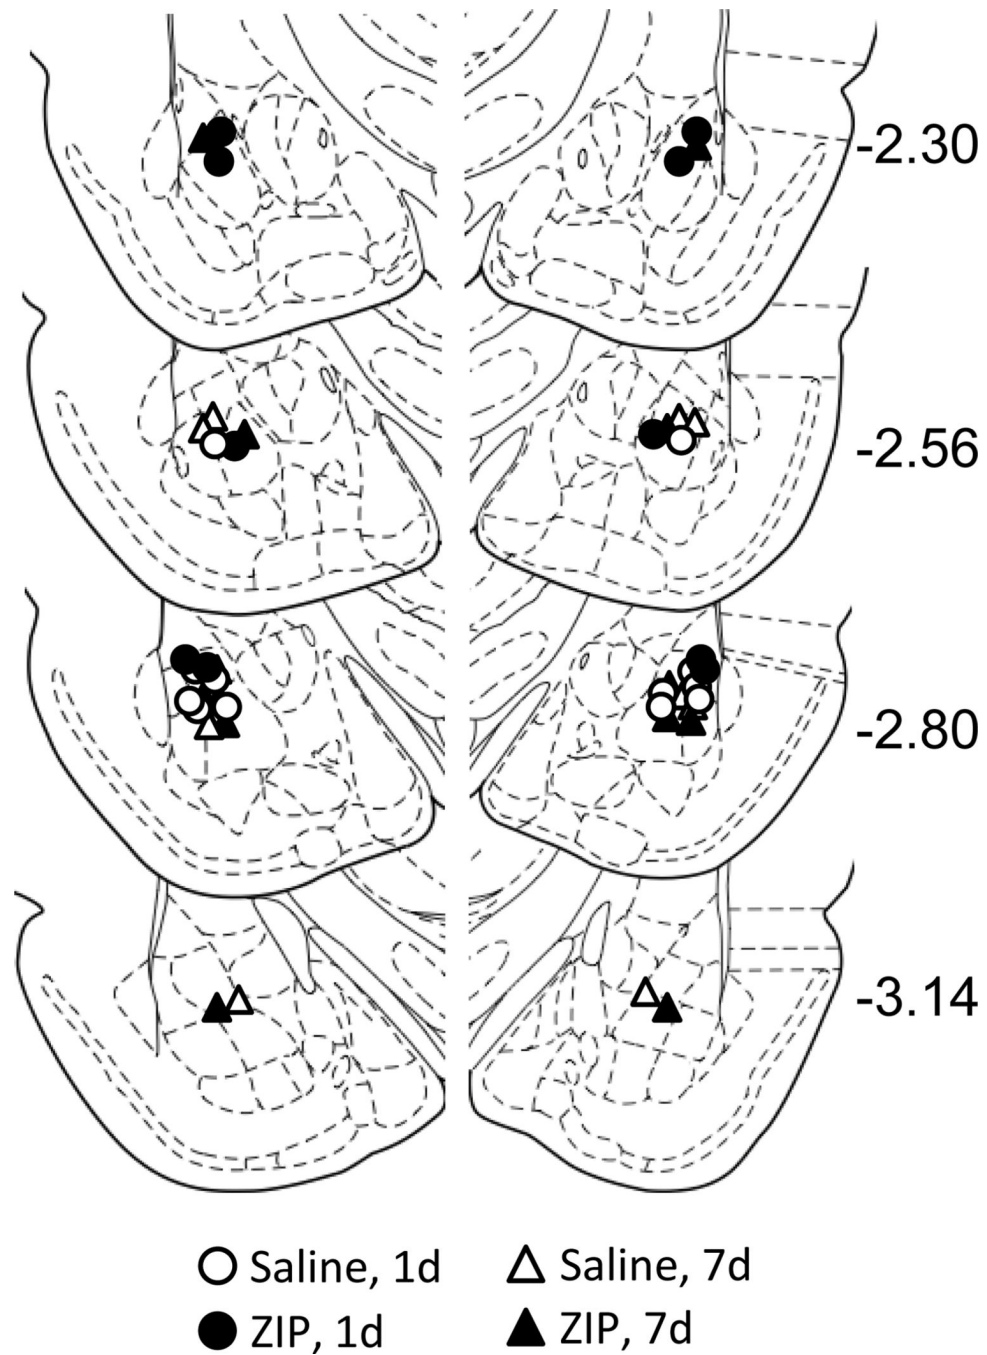 -2.30
-2.56
-2.80
-3.14
Saline, 1d
Saline, 7d
ZIP, 1d
ZIP, 7d